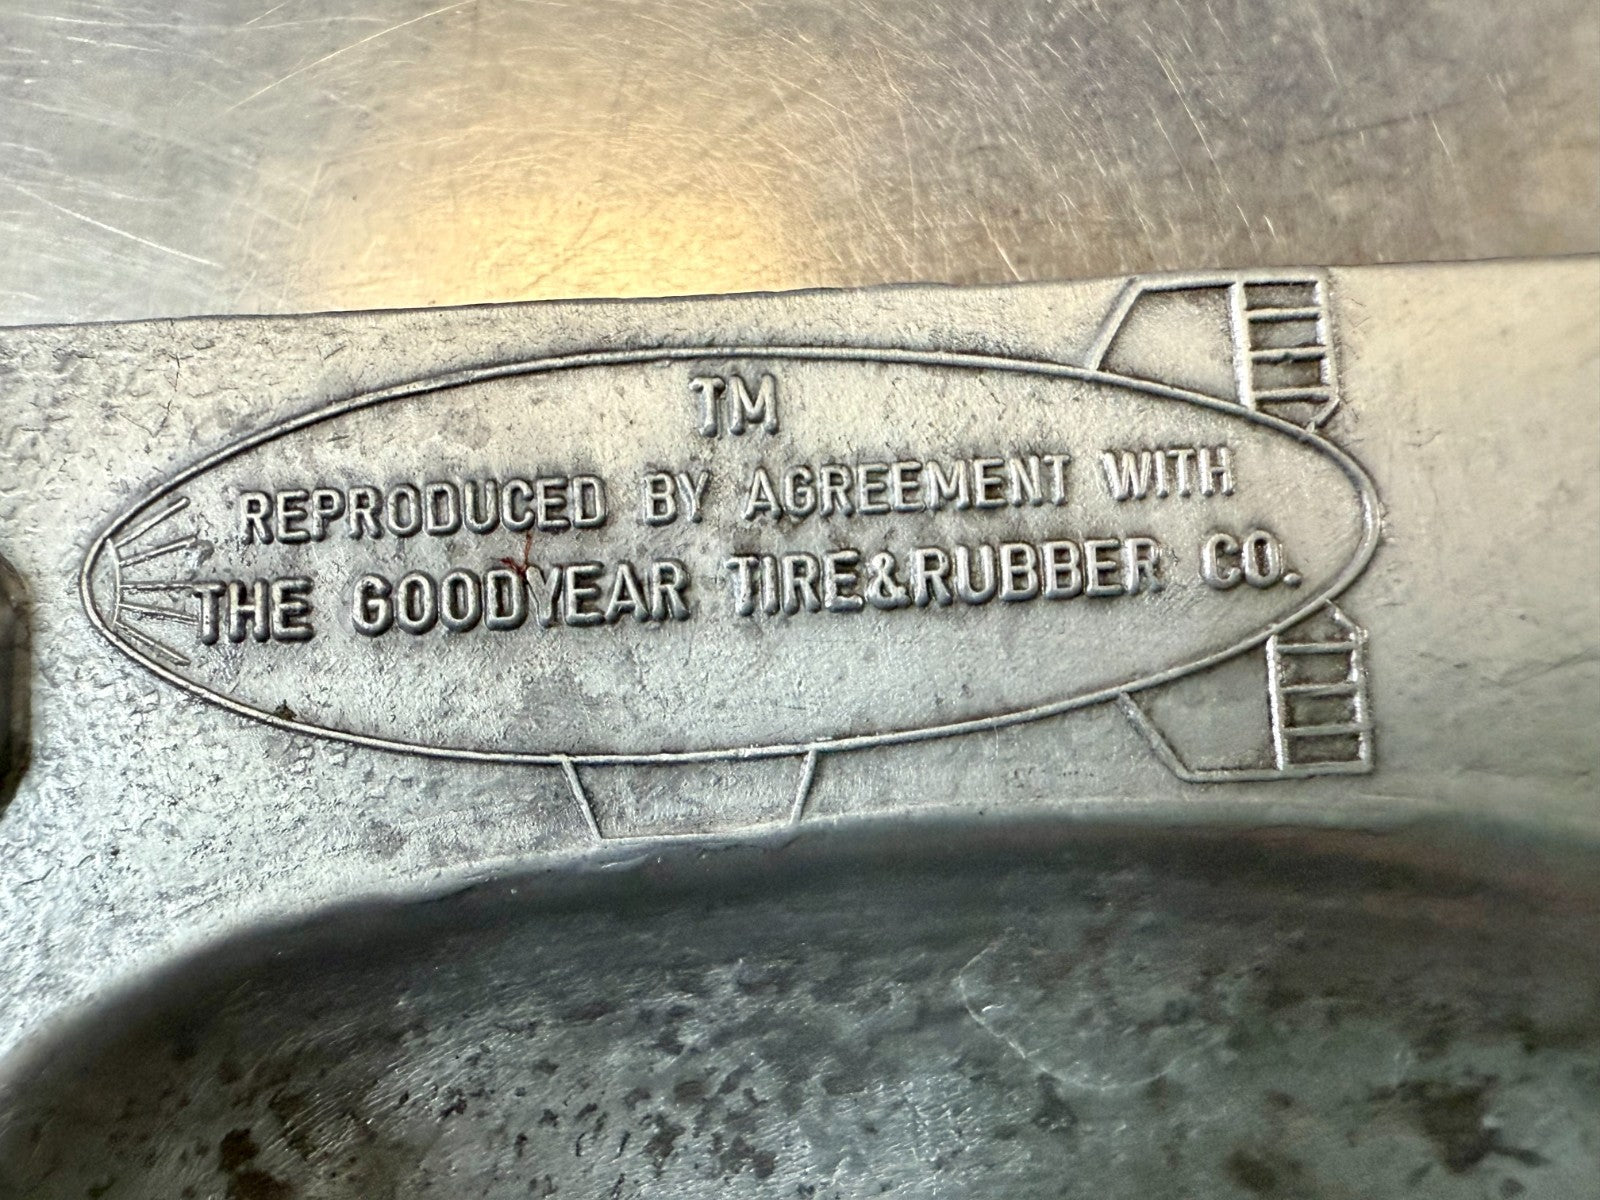 TM
REPRODUCED BY AGREEMENT WITH
THE GOODYEAR TIRE&RUBBER CO.